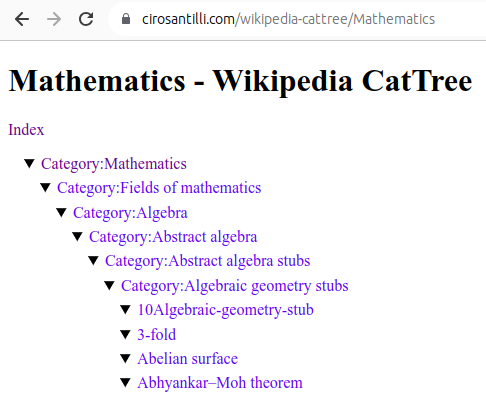 cirosantilli.com/wikipedia-cattree/Mathematics
Mathematics - Wikipedia CatTree
Index
Category:Mathematics
Category:Fields of mathematics
Category:Algebra
Category:Abstract algebra
Category:Abstract algebra stubs
Category:Algebraic geometry stubs
10Algebraic-geometry-stub
3-fold
Abelian surface
Abhyankar–Moh theorem